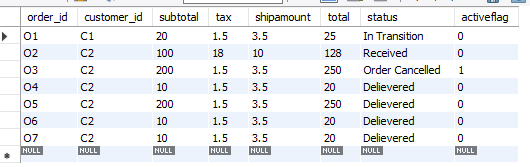 order_id customer_id subtotal tax shipamount total status activeflag
O1 C1 20 1.5 3.5 25 In Transition 0
O2 C2 100 18 10 128 Received 0
O3 C2 200 1.5 3.5 250 Order Cancelled 1
O4 C2 10 1.5 3.5 20 Delievered 0
O5 C2 200 1.5 3.5 250 Delievered 0
O6 C2 10 1.5 3.5 20 Delievered 0
O7 C2 10 1.5 3.5 20 Delievered 0
NULL NULL NULL NULL NULL NULL NULL NULL